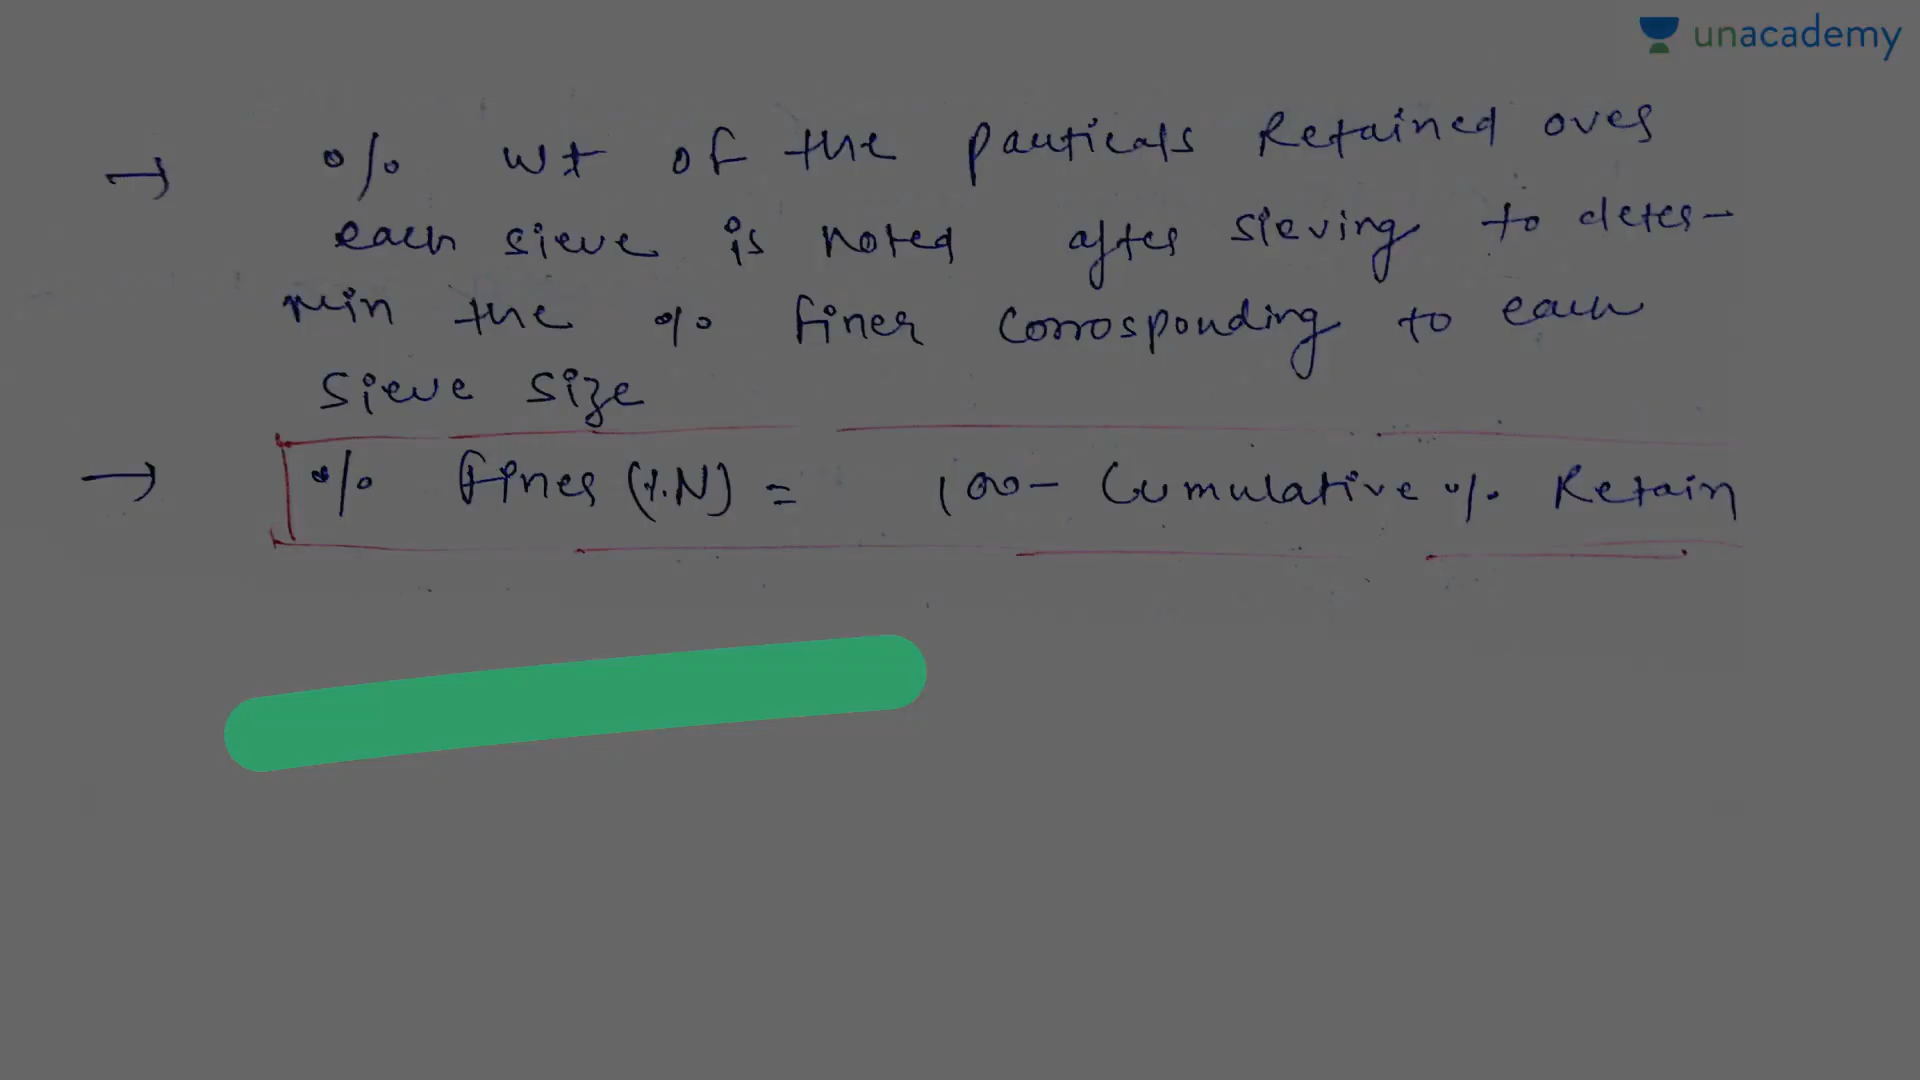 unacademy
→ % wt of the particals Retained over
each sieve is noted after sieving to deter-
min the % finer corrosponding to each
sieve size
→ % finer (%N) = 100 - Cumulative % Retain